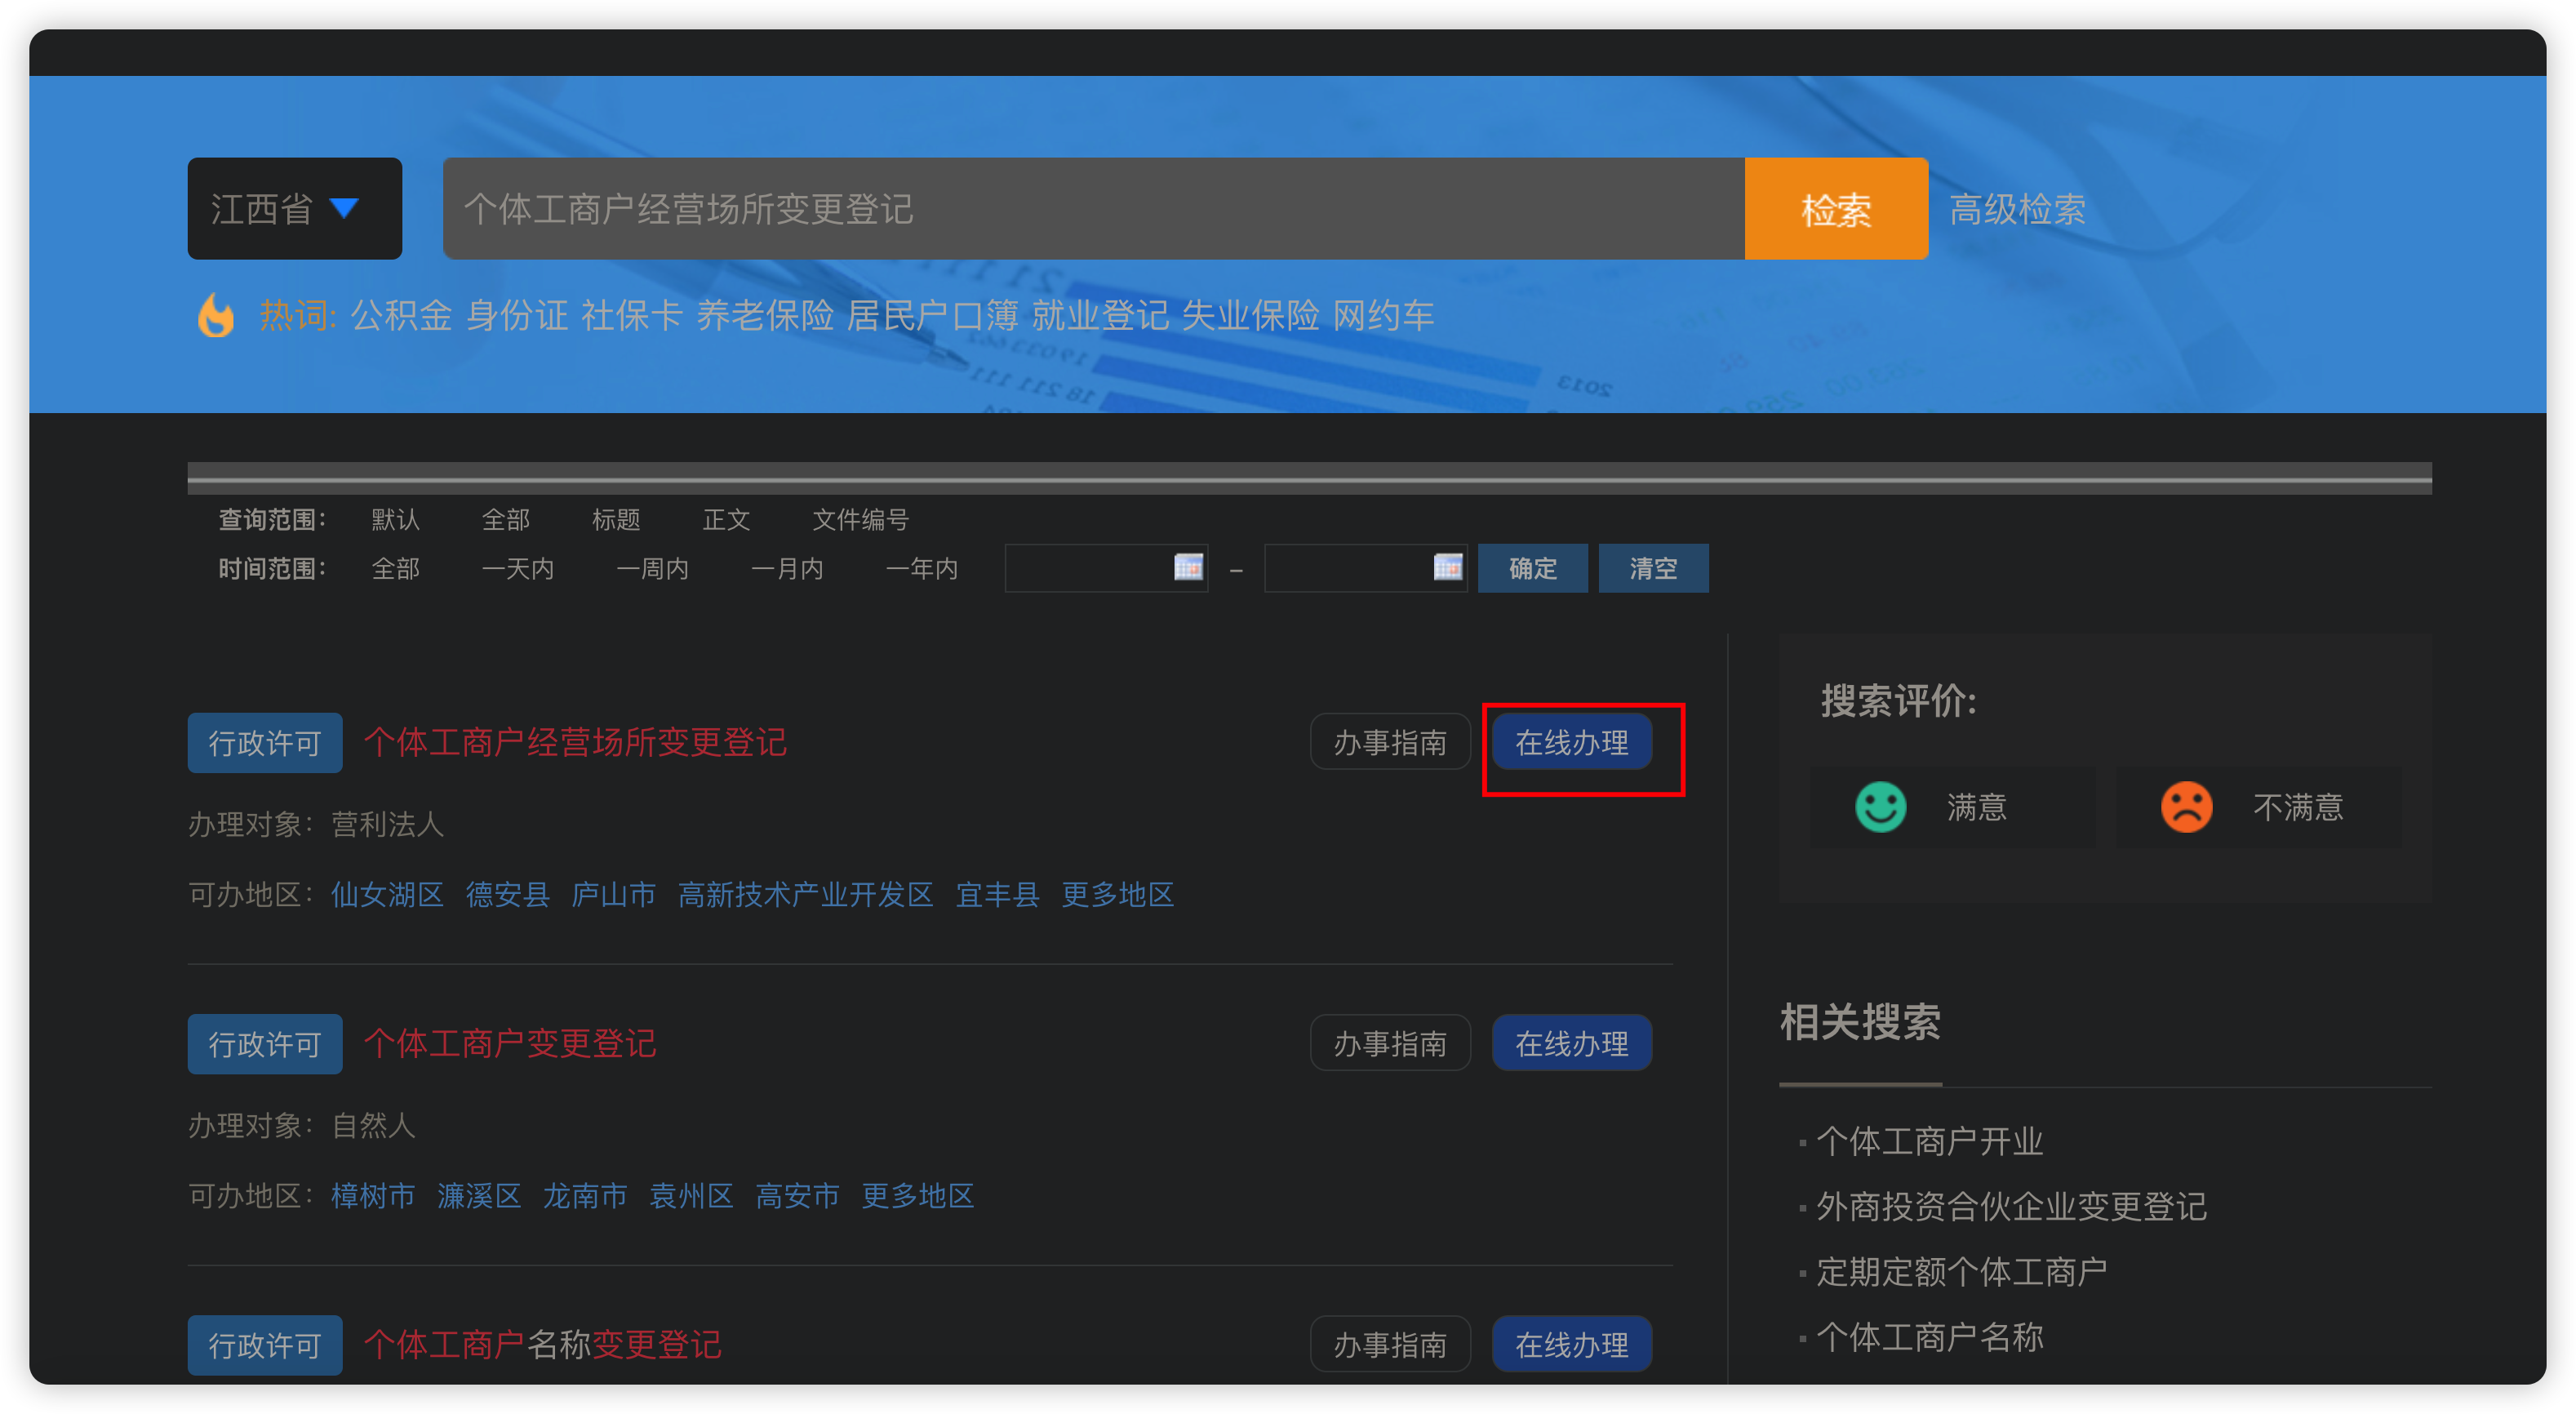 江西省
个体工商户经营场所变更登记
检索
高级检索
热词: 公积金 身份证 社保卡 养老保险 居民户口簿 就业登记 失业保险 网约车
2013
19 033 662
18 211 111
查询范围： 默认 全部 标题 正文 文件编号
时间范围： 全部 一天内 一周内 一月内 一年内 – 确定 清空
行政许可 个体工商户经营场所变更登记 办事指南 在线办理
办理对象： 营利法人
可办地区： 仙女湖区 德安县 庐山市 高新技术产业开发区 宜丰县 更多地区
行政许可 个体工商户变更登记 办事指南 在线办理
办理对象： 自然人
可办地区： 樟树市 濂溪区 龙南市 袁州区 高安市 更多地区
行政许可 个体工商户名称变更登记 办事指南 在线办理
搜索评价:
满意 不满意
相关搜索
个体工商户开业
外商投资合伙企业变更登记
定期定额个体工商户
个体工商户名称